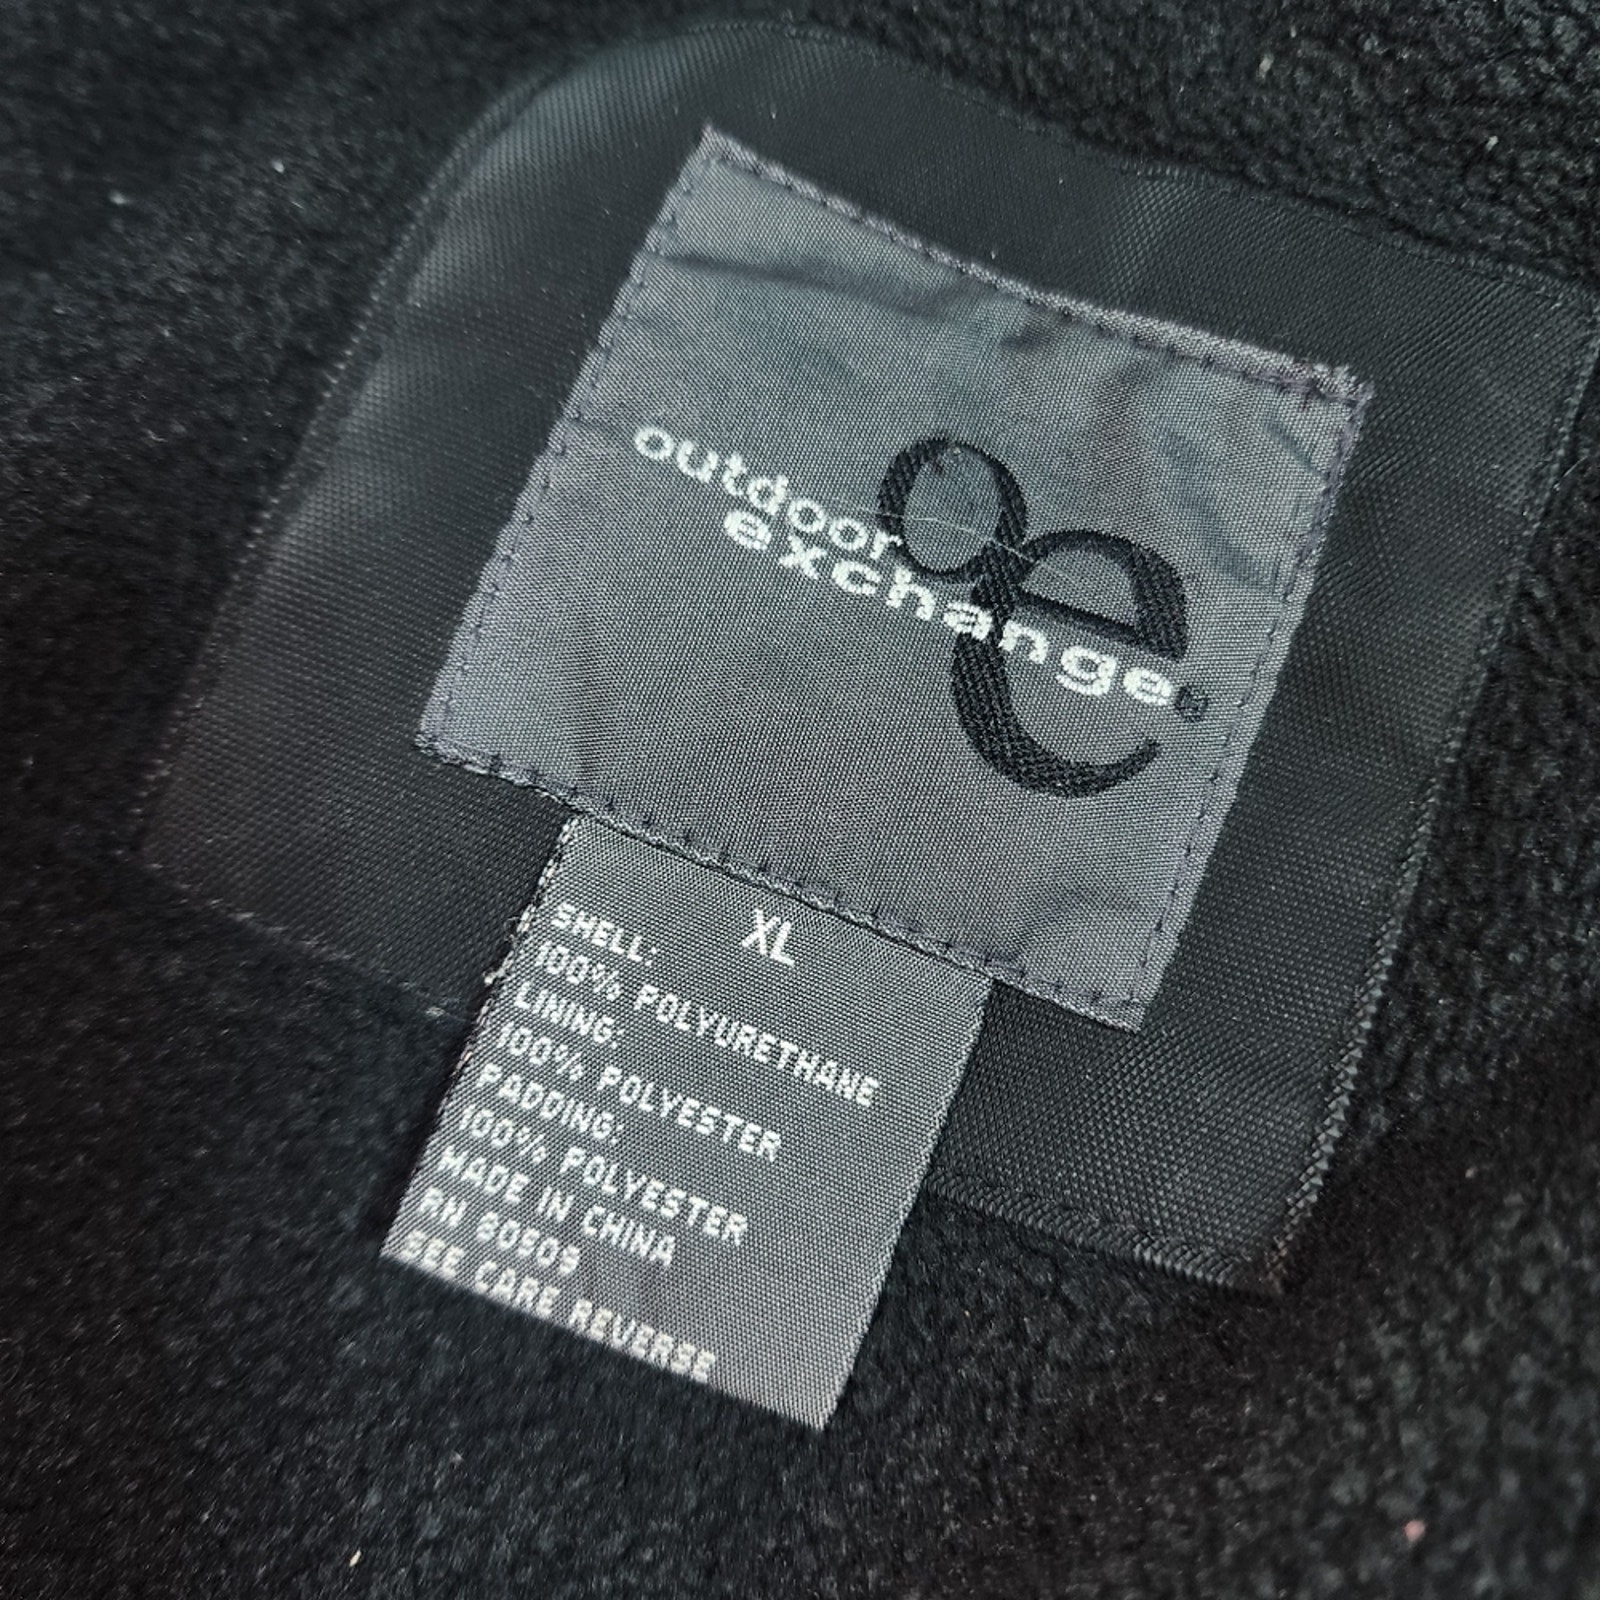 oe
outdoor
exchange®
XL
SHELL:
100% POLYURETHANE
LINING:
100% POLYESTER
PADDING:
100% POLYESTER
MADE IN CHINA
RN 80909
SEE CARE REVERSE